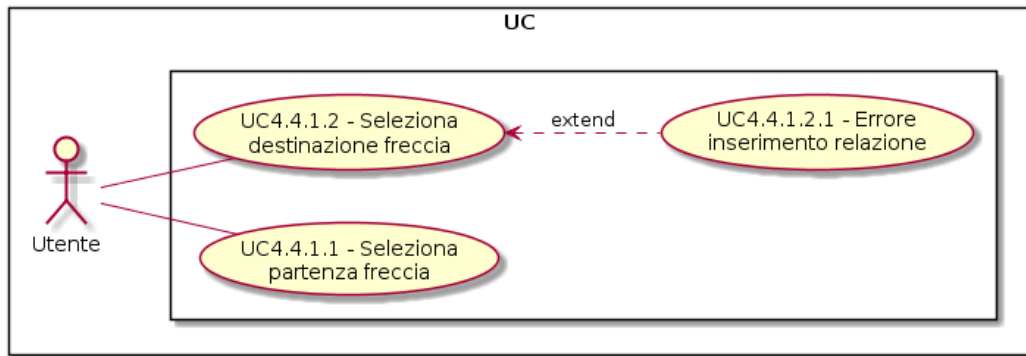 UC
UC4.4.1.2 - Seleziona
destinazione freccia
extend
UC4.4.1.2.1 - Errore
inserimento relazione
Utente
UC4.4.1.1 - Seleziona
partenza freccia